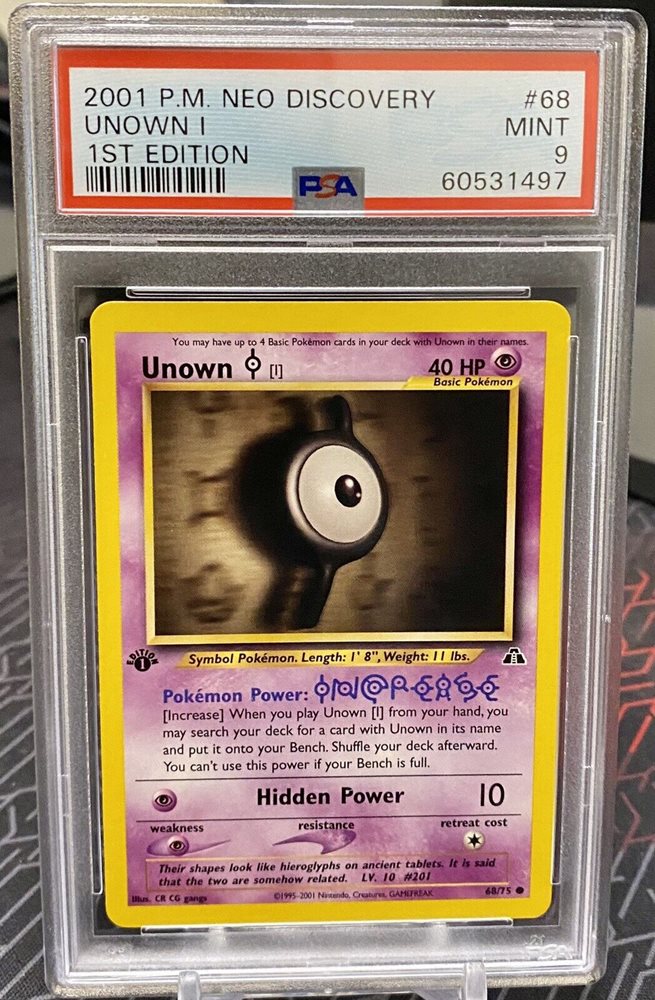 2001 P.M. NEO DISCOVERY #68
UNOWN I MINT
1ST EDITION 9
PSA 60531497
You may have up to 4 Basic Pokémon cards in your deck with Unown in their names.
Unown [I] 40 HP
Basic Pokémon
EDITION 1
Symbol Pokémon. Length: 1' 8", Weight: 11 lbs.
Pokémon Power: INCREASE
[Increase] When you play Unown [I] from your hand, you
may search your deck for a card with Unown in its name
and put it onto your Bench. Shuffle your deck afterward.
You can't use this power if your Bench is full.
Hidden Power 10
weakness resistance retreat cost
Their shapes look like hieroglyphs on ancient tablets. It is said
that the two are somehow related. LV. 10 #201
Illus. CR CG gangs ©1995-2001 Nintendo, Creatures, GAMEFREAK 68/75